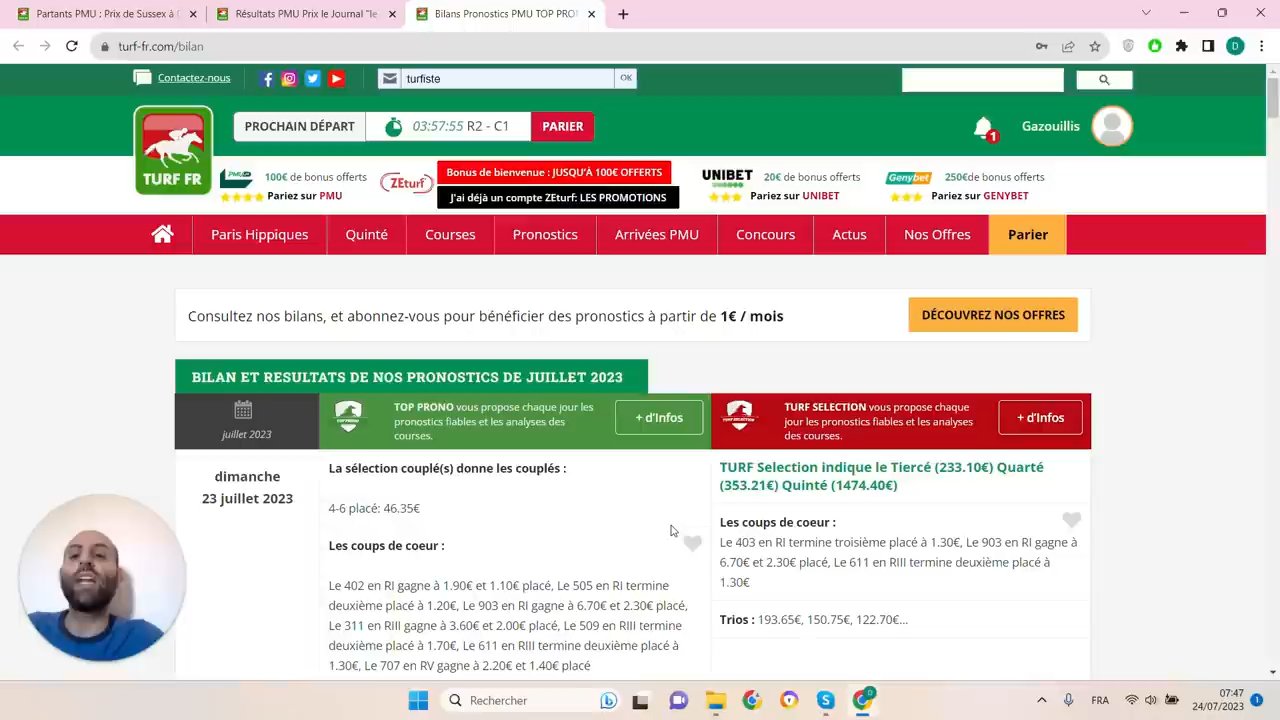 Partants PMU : Prix de Sussex à G
Résultats PMU Prix le Journal "le
Bilans Pronostics PMU TOP PRO
turf-fr.com/bilan
D
Contactez-nous
turfiste
OK
TURF FR
PROCHAIN DÉPART
03:57:55 R2 - C1
PARIER
1
Gazouillis
PMU
100€ de bonus offerts
Pariez sur PMU
ZEturf
Bonus de bienvenue : JUSQU'À 100€ OFFERTS
J'ai déjà un compte ZEturf: LES PROMOTIONS
UNIBET
20€ de bonus offerts
Pariez sur UNIBET
Genybet
250€de bonus offerts
Pariez sur GENYBET
Paris Hippiques
Quinté
Courses
Pronostics
Arrivées PMU
Concours
Actus
Nos Offres
Parier
Consultez nos bilans, et abonnez-vous pour bénéficier des pronostics à partir de 1€ / mois
DÉCOUVREZ NOS OFFRES
BILAN ET RESULTATS DE NOS PRONOSTICS DE JUILLET 2023
juillet 2023
TOP PRONO vous propose chaque jour les
pronostics fiables et les analyses des
courses.
+ d'Infos
TURF SELECTION vous propose chaque
jour les pronostics fiables et les analyses
des courses.
+ d'Infos
dimanche
23 juillet 2023
La sélection couplé(s) donne les couplés :
4-6 placé: 46.35€
Les coups de coeur :
Le 402 en RI gagne à 1.90€ et 1.10€ placé, Le 505 en RI termine
deuxième placé à 1.20€, Le 903 en RI gagne à 6.70€ et 2.30€ placé,
Le 311 en RIII gagne à 3.60€ et 2.00€ placé, Le 509 en RIII termine
deuxième placé à 1.70€, Le 611 en RIII termine deuxième placé à
1.30€, Le 707 en RV gagne à 2.20€ et 1.40€ placé
TURF Selection indique le Tiercé (233.10€) Quarté
(353.21€) Quinté (1474.40€)
Les coups de coeur :
Le 403 en RI termine troisième placé à 1.30€, Le 903 en RI gagne à
6.70€ et 2.30€ placé, Le 611 en RIII termine deuxième placé à
1.30€.
Trios : 193.65€, 150.75€, 122.70€...
Rechercher
FRA
07:47
24/07/2023
1